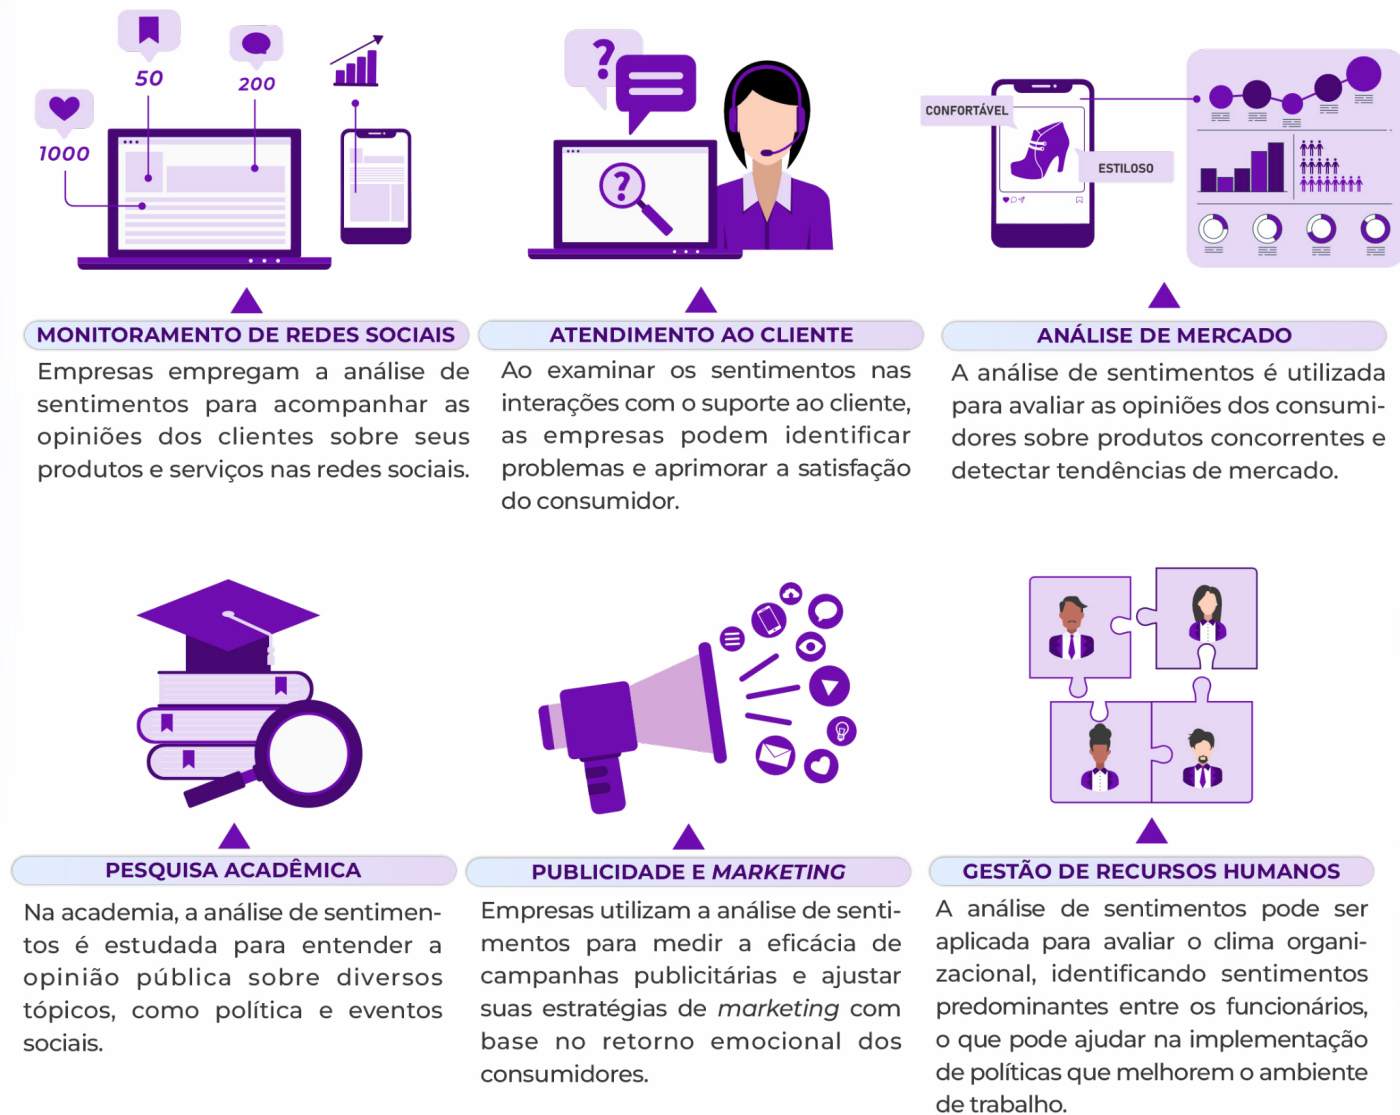 50
200
1000
MONITORAMENTO DE REDES SOCIAIS
Empresas empregam a análise de
sentimentos para acompanhar as
opiniões dos clientes sobre seus
produtos e serviços nas redes sociais.
?
?
ATENDIMENTO AO CLIENTE
Ao examinar os sentimentos nas
interações com o suporte ao cliente,
as empresas podem identificar
problemas e aprimorar a satisfação
do consumidor.
CONFORTÁVEL
ESTILOSO
ANÁLISE DE MERCADO
A análise de sentimentos é utilizada
para avaliar as opiniões dos consumi-
dores sobre produtos concorrentes e
detectar tendências de mercado.
PESQUISA ACADÊMICA
Na academia, a análise de sentimen-
tos é estudada para entender a
opinião pública sobre diversos
tópicos, como política e eventos
sociais.
PUBLICIDADE E MARKETING
Empresas utilizam a análise de senti-
mentos para medir a eficácia de
campanhas publicitárias e ajustar
suas estratégias de marketing com
base no retorno emocional dos
consumidores.
GESTÃO DE RECURSOS HUMANOS
A análise de sentimentos pode ser
aplicada para avaliar o clima organi-
zacional, identificando sentimentos
predominantes entre os funcionários,
o que pode ajudar na implementação
de políticas que melhorem o ambiente
de trabalho.